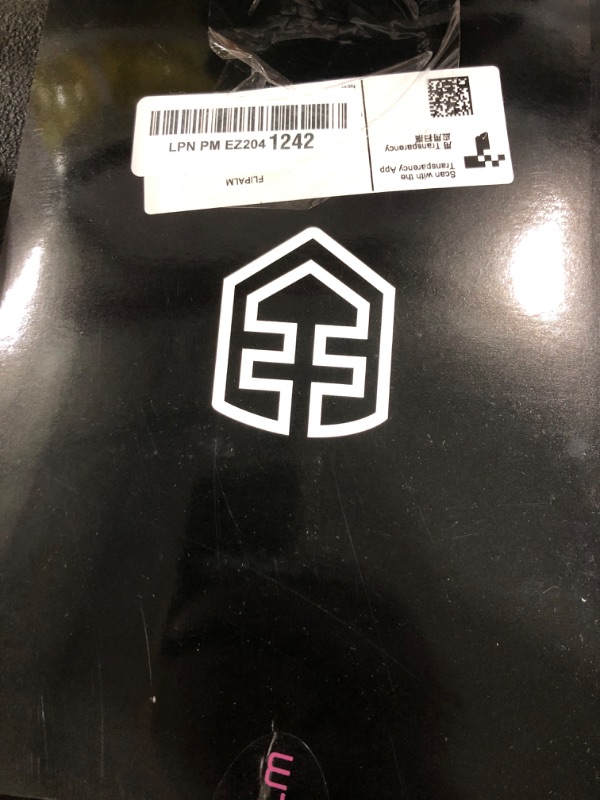 LPN PM EZ204 1242
FLIPALM
Scan with the
Transparency App
用 Transparency
应用扫描